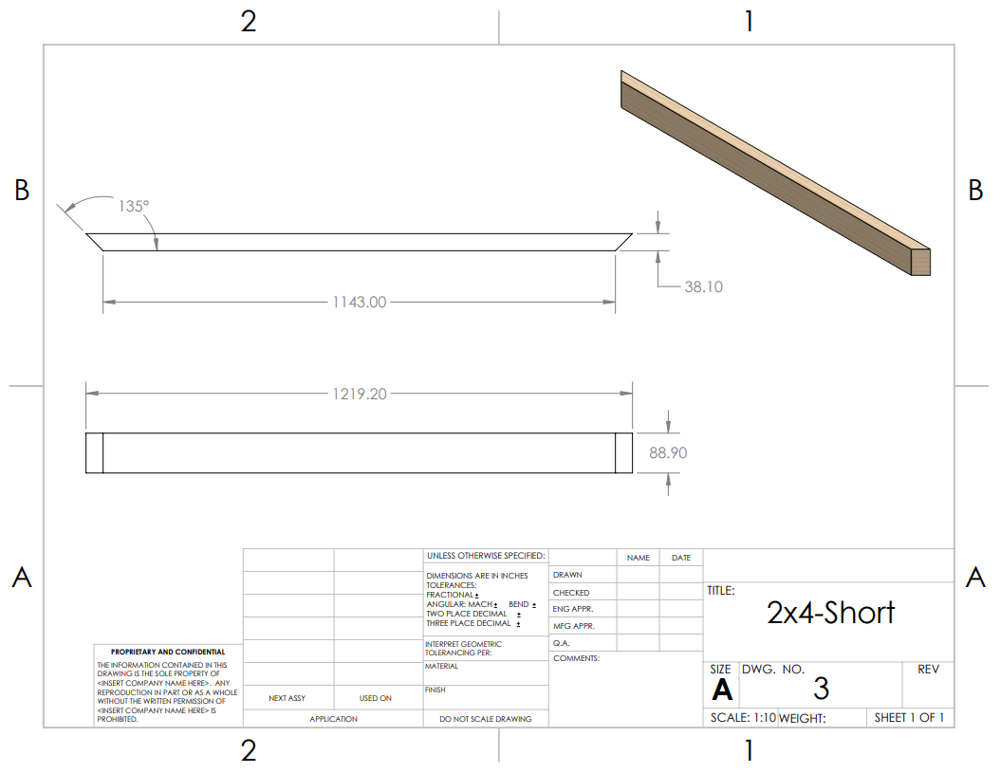 2
1
B
B
135°
38.10
1143.00
1219.20
88.90
A
A
UNLESS OTHERWISE SPECIFIED:
DIMENSIONS ARE IN INCHES
TOLERANCES:
FRACTIONAL ±
ANGULAR: MACH ± BEND ±
TWO PLACE DECIMAL ±
THREE PLACE DECIMAL ±
INTERPRET GEOMETRIC
TOLERANCING PER:
MATERIAL
FINISH
DO NOT SCALE DRAWING
NAME
DATE
DRAWN
CHECKED
ENG APPR.
MFG APPR.
Q.A.
COMMENTS:
TITLE:
2x4-Short
SIZE
A
DWG. NO.
3
REV
SCALE: 1:10
WEIGHT:
SHEET 1 OF 1
PROPRIETARY AND CONFIDENTIAL
THE INFORMATION CONTAINED IN THIS
DRAWING IS THE SOLE PROPERTY OF
<INSERT COMPANY NAME HERE>. ANY
REPRODUCTION IN PART OR AS A WHOLE
WITHOUT THE WRITTEN PERMISSION OF
<INSERT COMPANY NAME HERE> IS
PROHIBITED.
NEXT ASSY
USED ON
APPLICATION
2
1